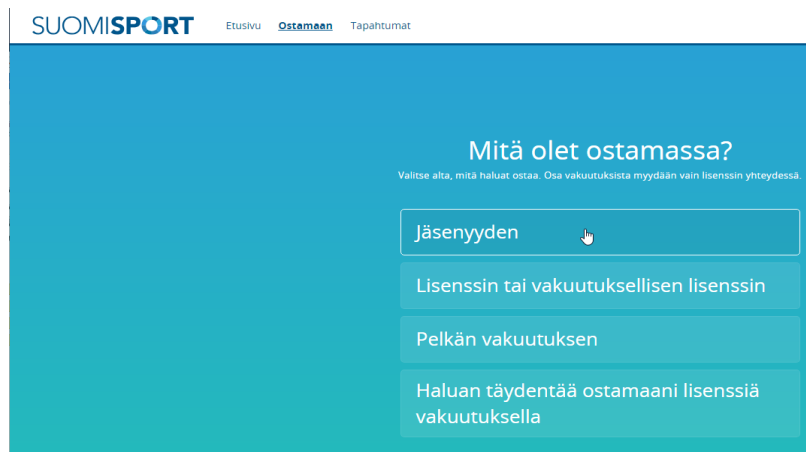 SUOMISPORT Etusivu Ostamaan Tapahtumat
Mitä olet ostamassa?
Valitse alta, mitä haluat ostaa. Osa vakuutuksista myydään vain lisenssin yhteydessä.
Jäsenyyden
Lisenssin tai vakuutuksellisen lisenssin
Pelkän vakuutuksen
Haluan täydentää ostamaani lisenssiä
vakuutuksella